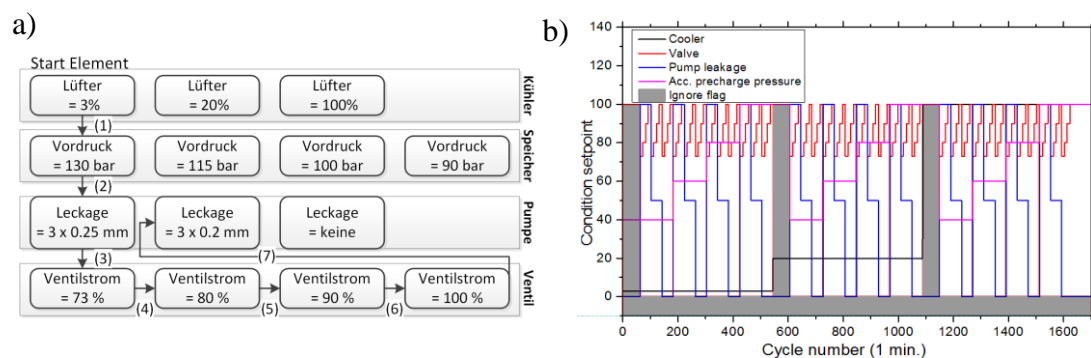 a)
Start Element
Lüfter
= 3%
Lüfter
= 20%
Lüfter
= 100%
Kühler
(1)
Vordruck
= 130 bar
Vordruck
= 115 bar
Vordruck
= 100 bar
Vordruck
= 90 bar
Speicher
(2)
Leckage
= 3 x 0.25 mm
Leckage
= 3 x 0.2 mm
Leckage
= keine
Pumpe
(3)
(7)
Ventilstrom
= 73 %
Ventilstrom
= 80 %
Ventilstrom
= 90 %
Ventilstrom
= 100 %
Ventil
(4)
(5)
(6)
b)
Cooler
Valve
Pump leakage
Acc. precharge pressure
Ignore flag
Condition setpoint
140
120
100
80
60
40
20
0
0
200
400
600
800
1000
1200
1400
1600
Cycle number (1 min.)